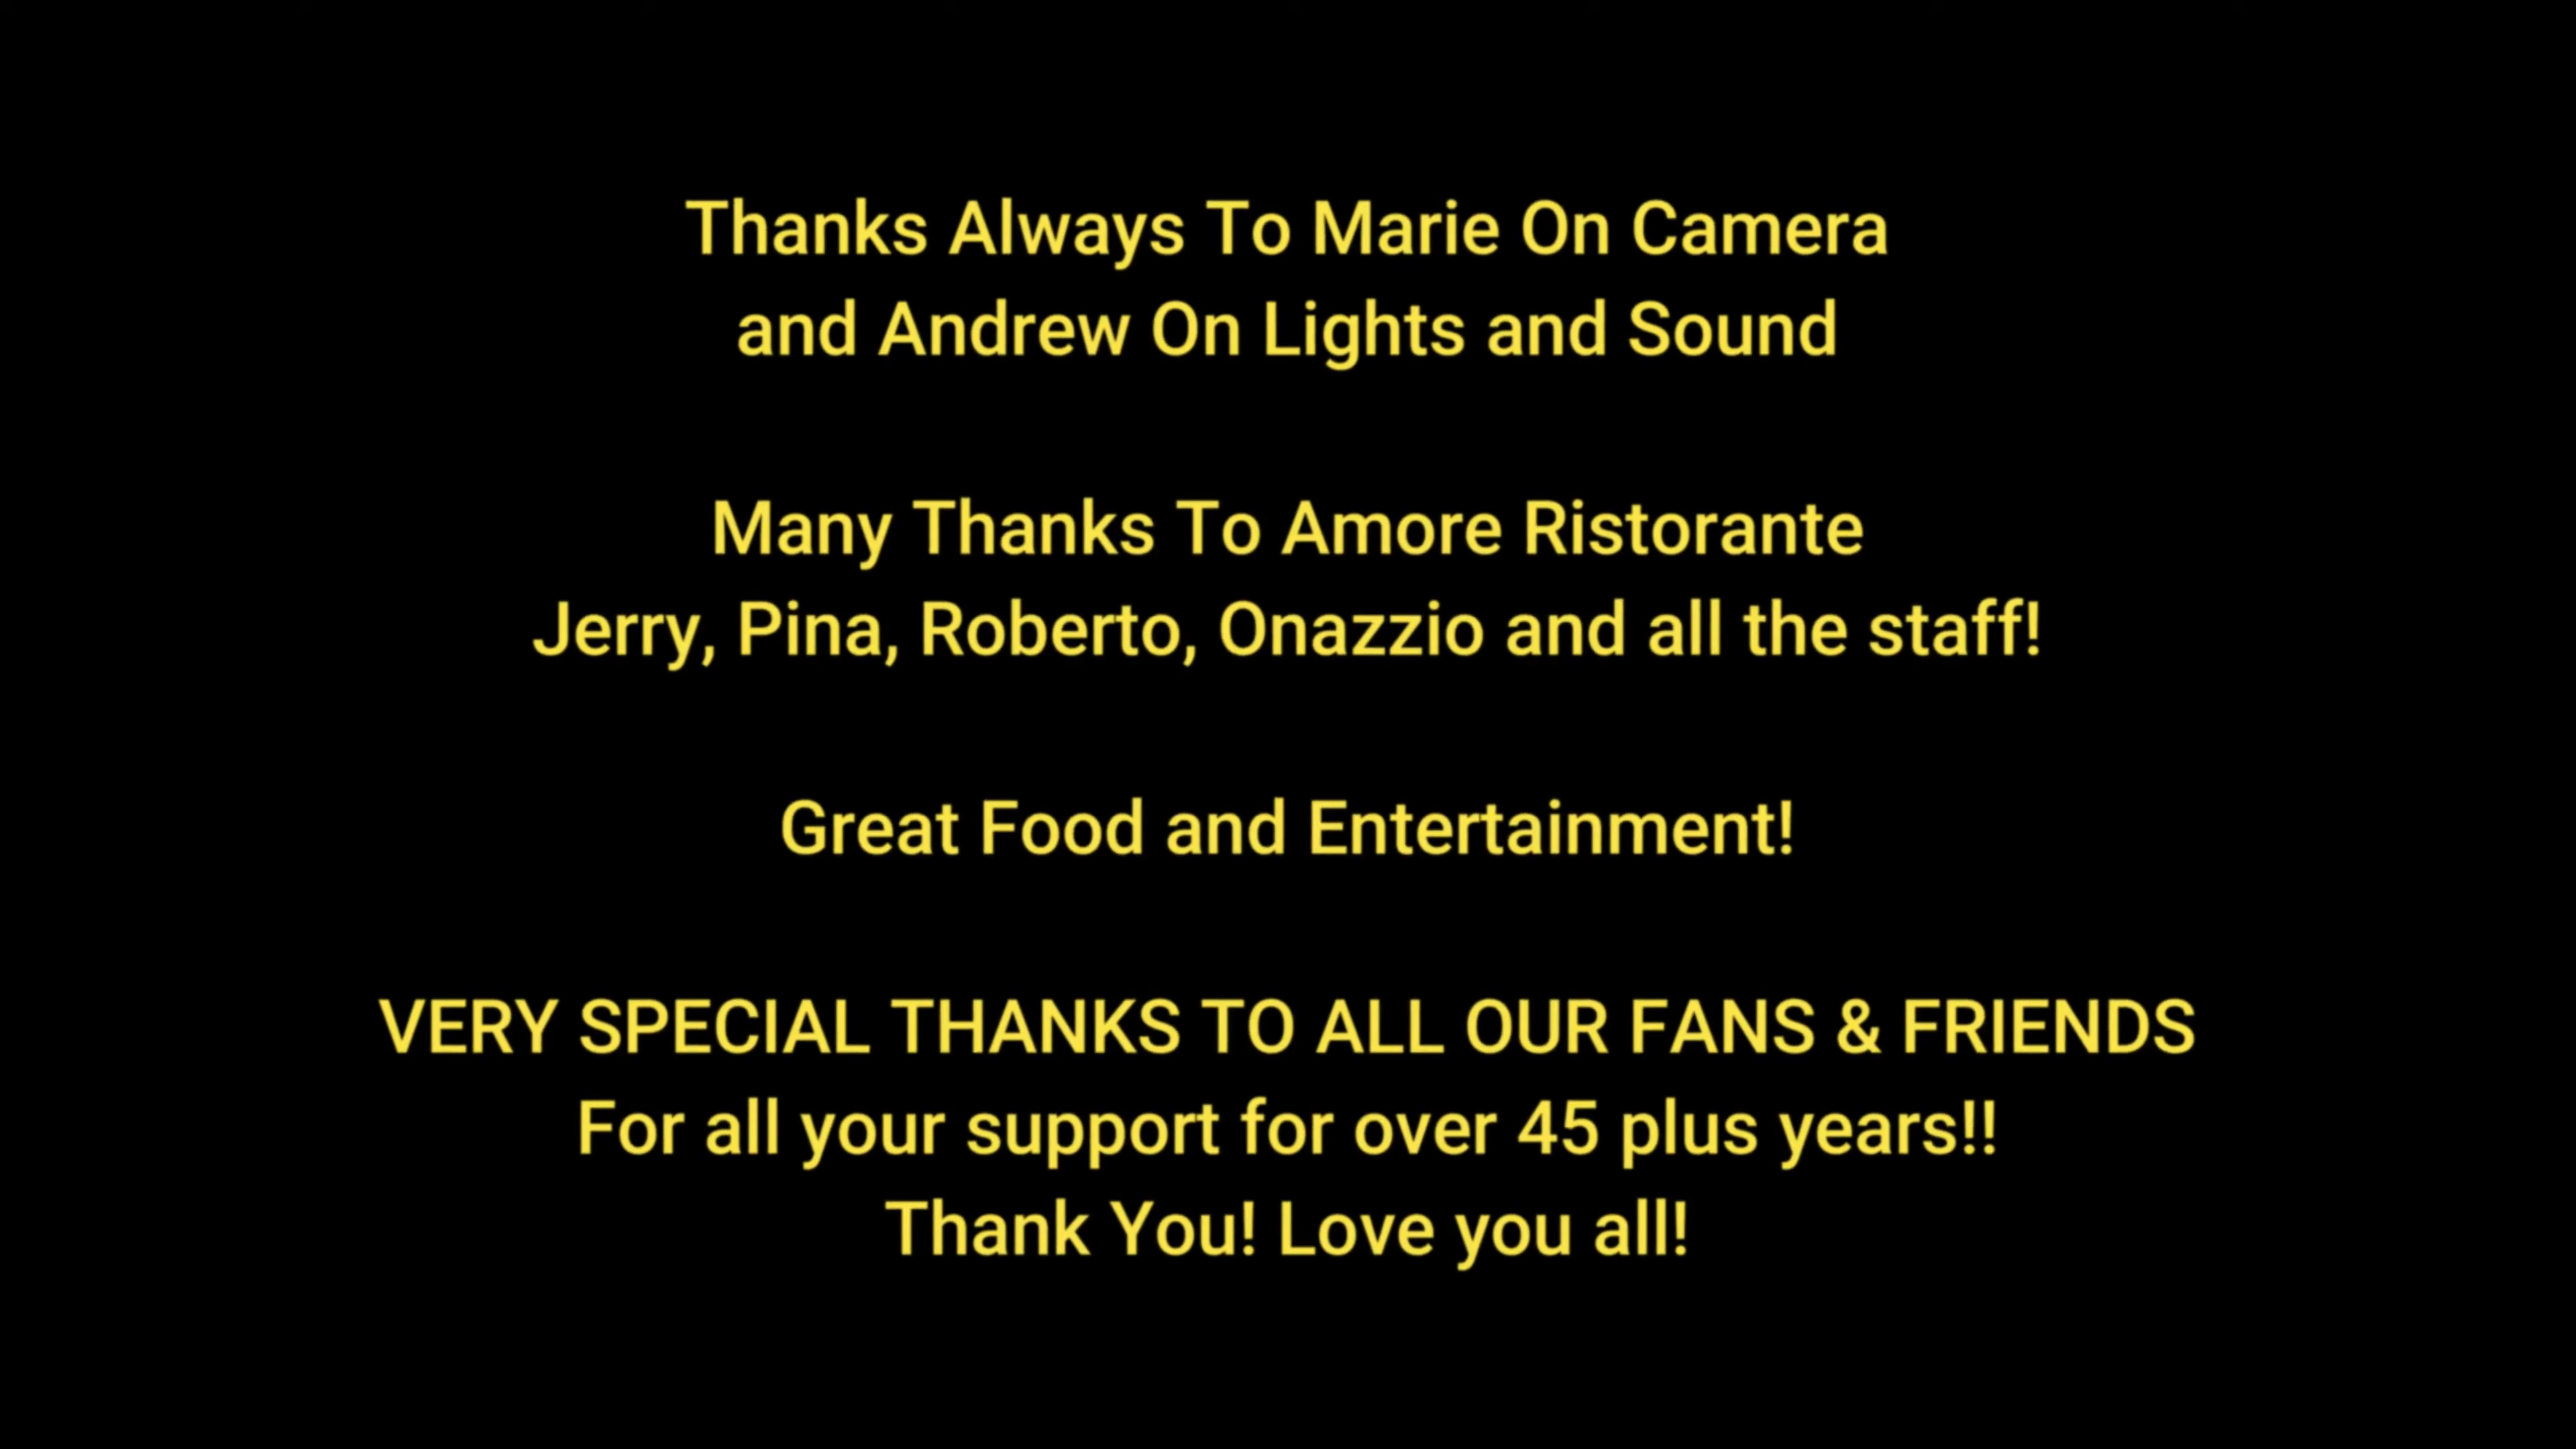 Thanks Always To Marie On Camera
and Andrew On Lights and Sound
Many Thanks To Amore Ristorante
Jerry, Pina, Roberto, Onazzio and all the staff!
Great Food and Entertainment!
VERY SPECIAL THANKS TO ALL OUR FANS & FRIENDS
For all your support for over 45 plus years!!
Thank You! Love you all!